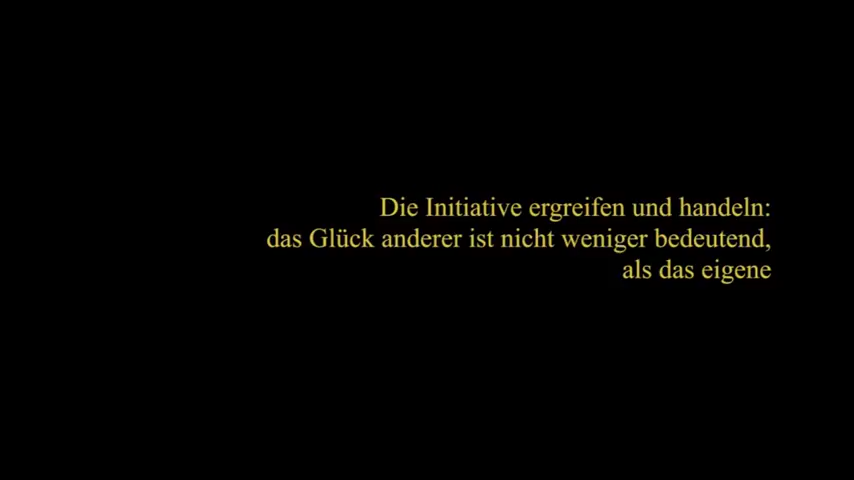 Die Initiative ergreifen und handeln:
das Glück anderer ist nicht weniger bedeutend,
als das eigene